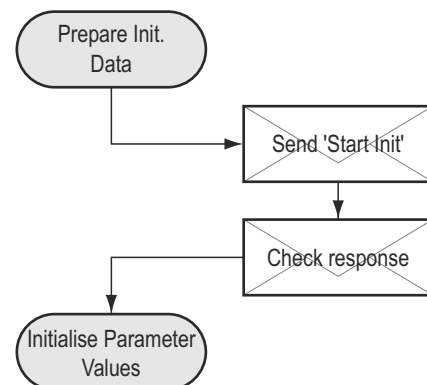 Prepare Init.
Data
Send 'Start Init'
Check response
Initialise Parameter
Values